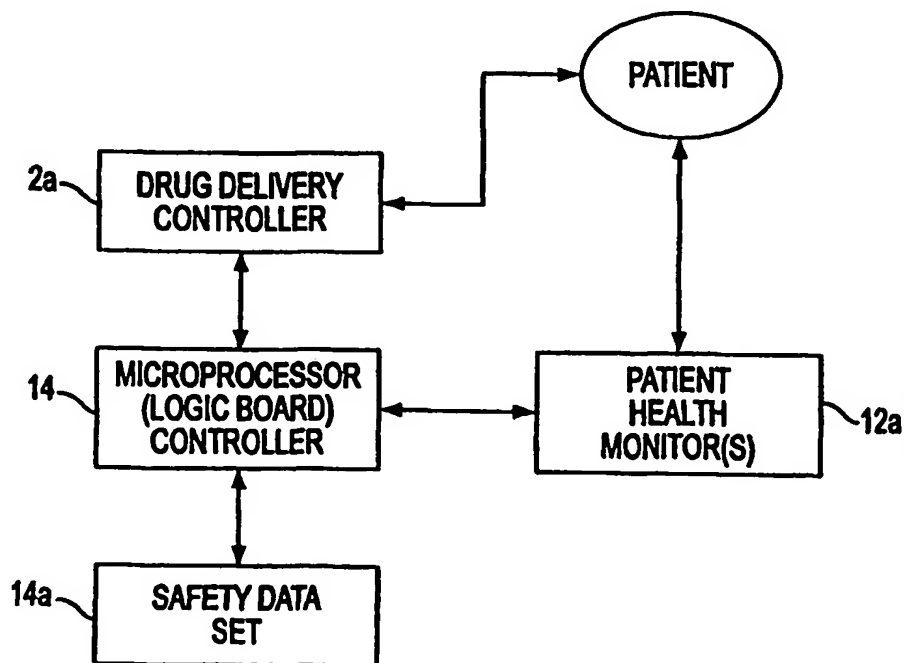 PATIENT
2a
DRUG DELIVERY
CONTROLLER
14
MICROPROCESSOR
(LOGIC BOARD)
CONTROLLER
PATIENT
HEALTH
MONITOR(S)
12a
14a
SAFETY DATA
SET